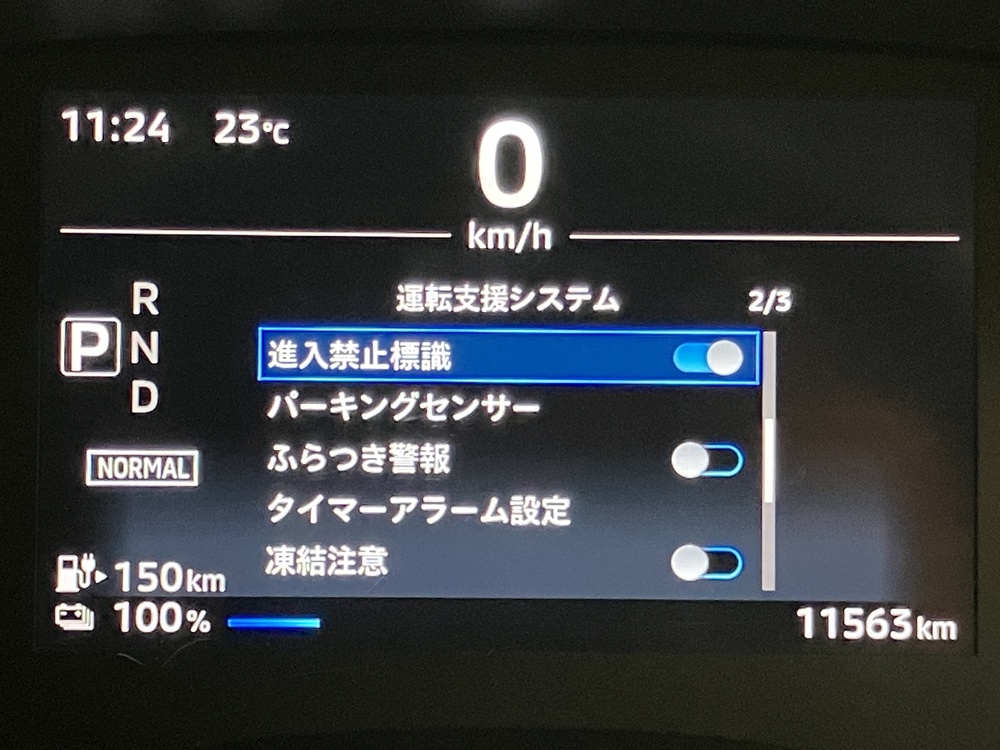 11:24 23℃
0
km/h
運転支援システム 2/3
進入禁止標識
パーキングセンサー
ふらつき警報
タイマーアラーム設定
凍結注意
R
P N
D
NORMAL
150km
100%
11563km